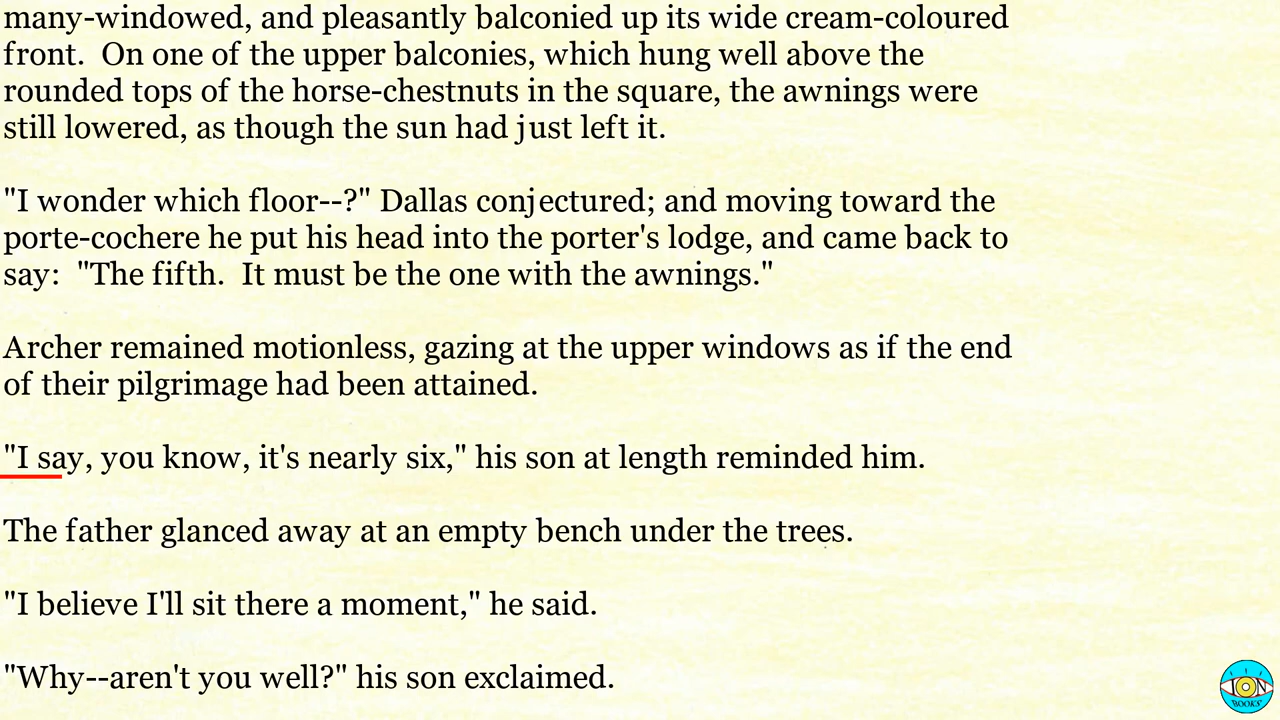 many-windowed, and pleasantly balconied up its wide cream-coloured
front.  On one of the upper balconies, which hung well above the
rounded tops of the horse-chestnuts in the square, the awnings were
still lowered, as though the sun had just left it.
"I wonder which floor--?" Dallas conjectured; and moving toward the
porte-cochere he put his head into the porter's lodge, and came back to
say:  "The fifth.  It must be the one with the awnings."
Archer remained motionless, gazing at the upper windows as if the end
of their pilgrimage had been attained.
"I say, you know, it's nearly six," his son at length reminded him.
The father glanced away at an empty bench under the trees.
"I believe I'll sit there a moment," he said.
"Why--aren't you well?" his son exclaimed.
ION
BOOKS